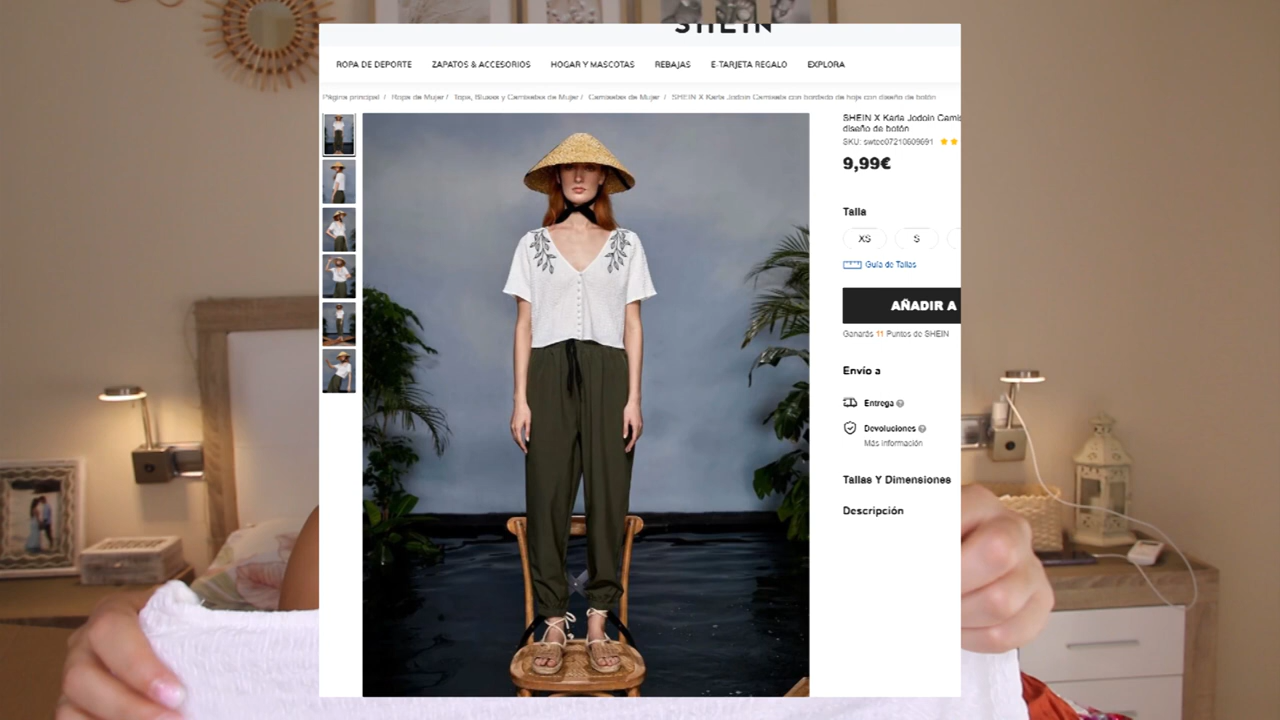 SHEIN
ROPA DE DEPORTE ZAPATOS & ACCESORIOS HOGAR Y MASCOTAS REBAJAS E-TARJETA REGALO EXPLORA
Página principal / Ropa de Mujer / Tops, Blusas y Camisetas de Mujer / Camisetas de Mujer / SHEIN X Karla Jodoin Camiseta con bordado de hoja con diseño de botón
SHEIN X Karla Jodoin Camis
diseño de botón
SKU: swtee07210609691
9,99€
Talla
XS S
Guía de Tallas
AÑADIR A
Ganarás 11 Puntos de SHEIN
Envío a
Entrega
Devoluciones
Más información
Tallas Y Dimensiones
Descripción